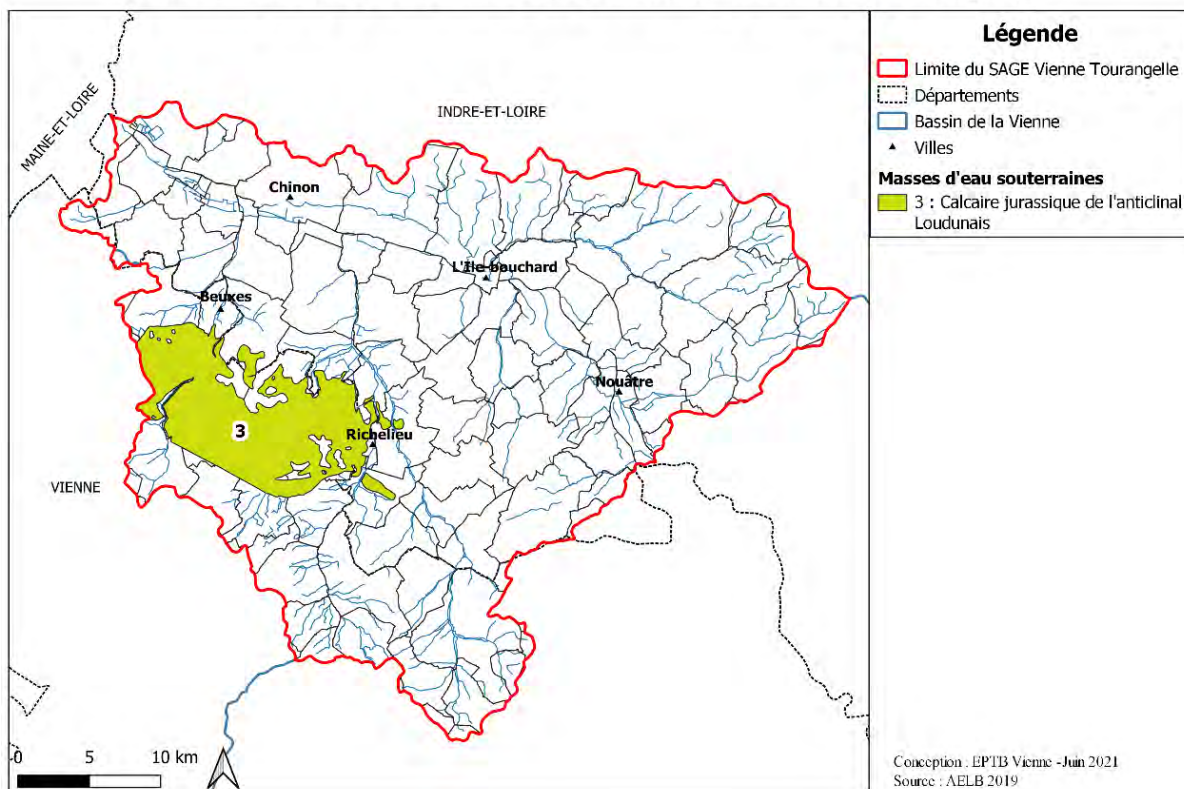 MAINE-ET-LOIRE
INDRE-ET-LOIRE
Chinon
L'Ile-bouchard
Beuxes
Nouâtre
3
Richelieu
VIENNE
0 5 10 km
Légende
Limite du SAGE Vienne Tourangelle
Départements
Bassin de la Vienne
Villes
Masses d'eau souterraines
3 : Calcaire jurassique de l'anticlinal
Loudunais
Conception : EPTB Vienne -Juin 2021
Source : AELB 2019